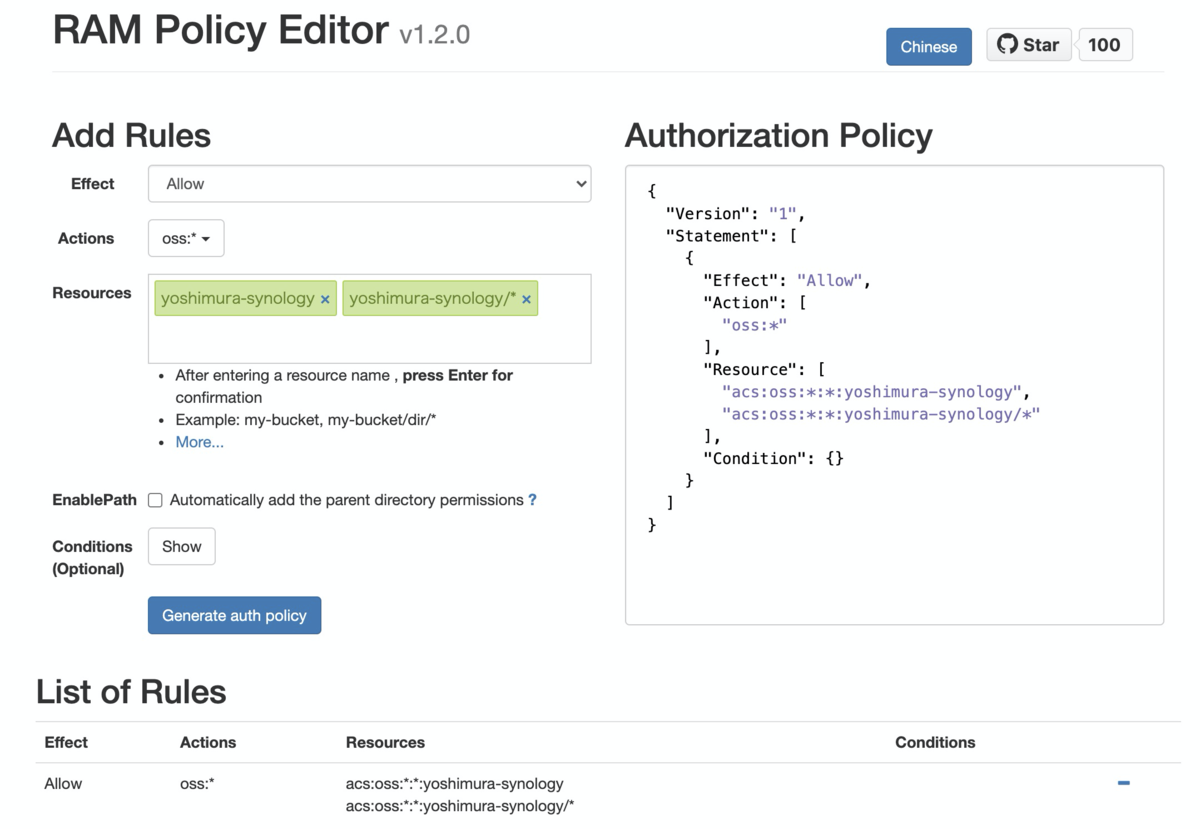 RAM Policy Editor v1.2.0
Chinese
Star
100
Add Rules
Effect
Allow
Actions
oss:*
Resources
yoshimura-synology ×
yoshimura-synology/* ×
• After entering a resource name , press Enter for
confirmation
• Example: my-bucket, my-bucket/dir/*
• More...
EnablePath
Automatically add the parent directory permissions ?
Conditions
(Optional)
Show
Generate auth policy
Authorization Policy
{
"Version": "1",
"Statement": [
{
"Effect": "Allow",
"Action": [
"oss:*"
],
"Resource": [
"acs:oss:*:*:yoshimura-synology",
"acs:oss:*:*:yoshimura-synology/*"
],
"Condition": {}
}
]
}
List of Rules
Effect Actions Resources Conditions
Allow oss:* acs:oss:*:*:yoshimura-synology
acs:oss:*:*:yoshimura-synology/*